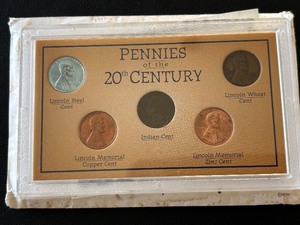 PENNIES
of the
20th CENTURY
Lincoln Steel
Cent
Lincoln Wheat
Cent
Indian Cent
Lincoln Memorial
Copper Cent
Lincoln Memorial
Zinc Cent